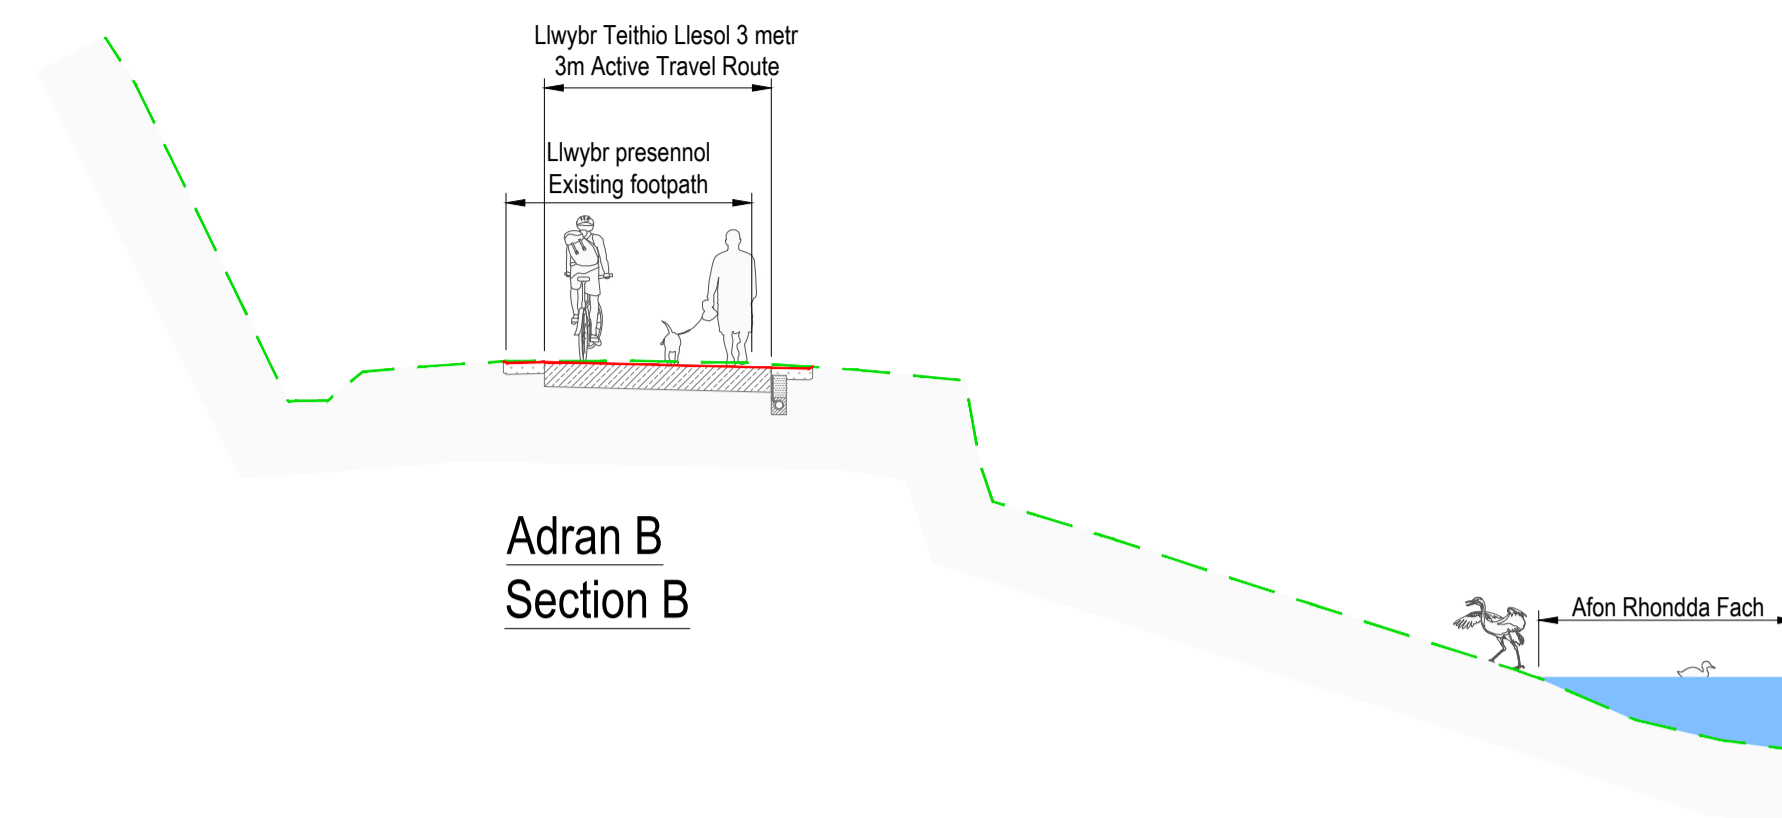 Llwybr Teithio Llesol 3 metr
3m Active Travel Route
Llwybr presennol
Existing footpath
Adran B
Section B
Afon Rhondda Fach